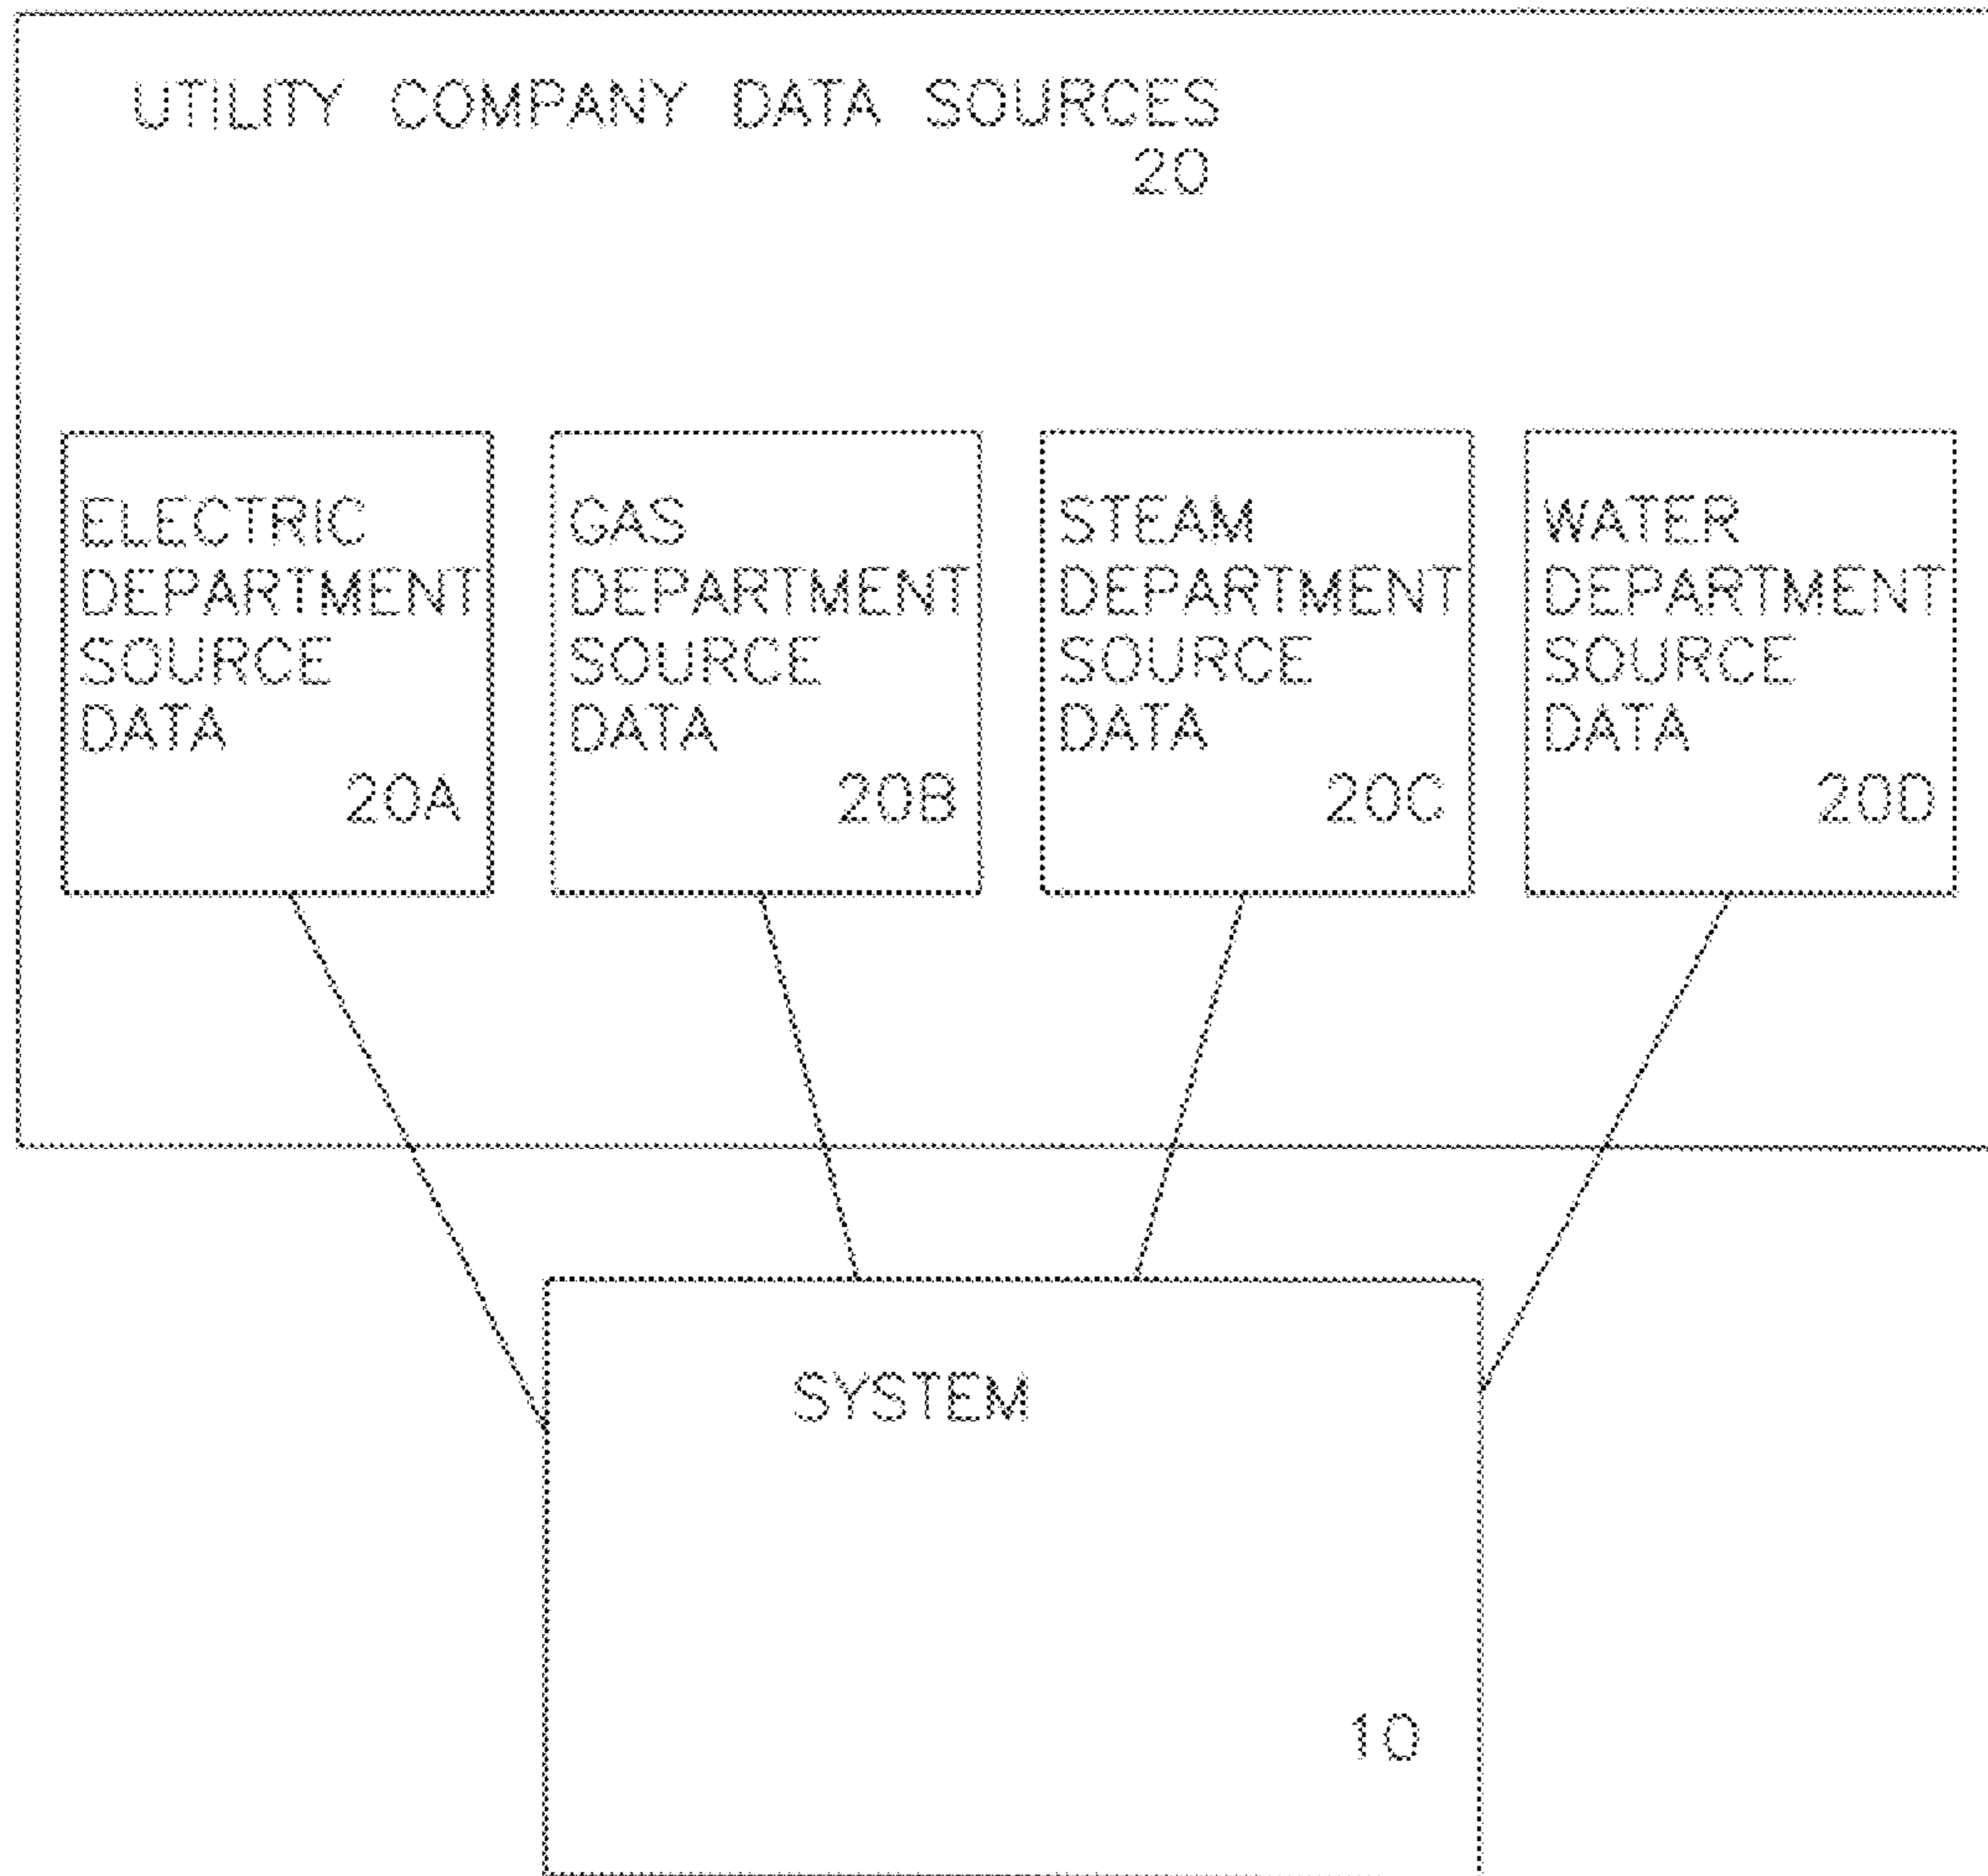 UTILITY COMPANY DATA SOURCES
20
ELECTRIC
DEPARTMENT
SOURCE
DATA
20A
GAS
DEPARTMENT
SOURCE
DATA
20B
STEAM
DEPARTMENT
SOURCE
DATA
20C
WATER
DEPARTMENT
SOURCE
DATA
20D
SYSTEM
10